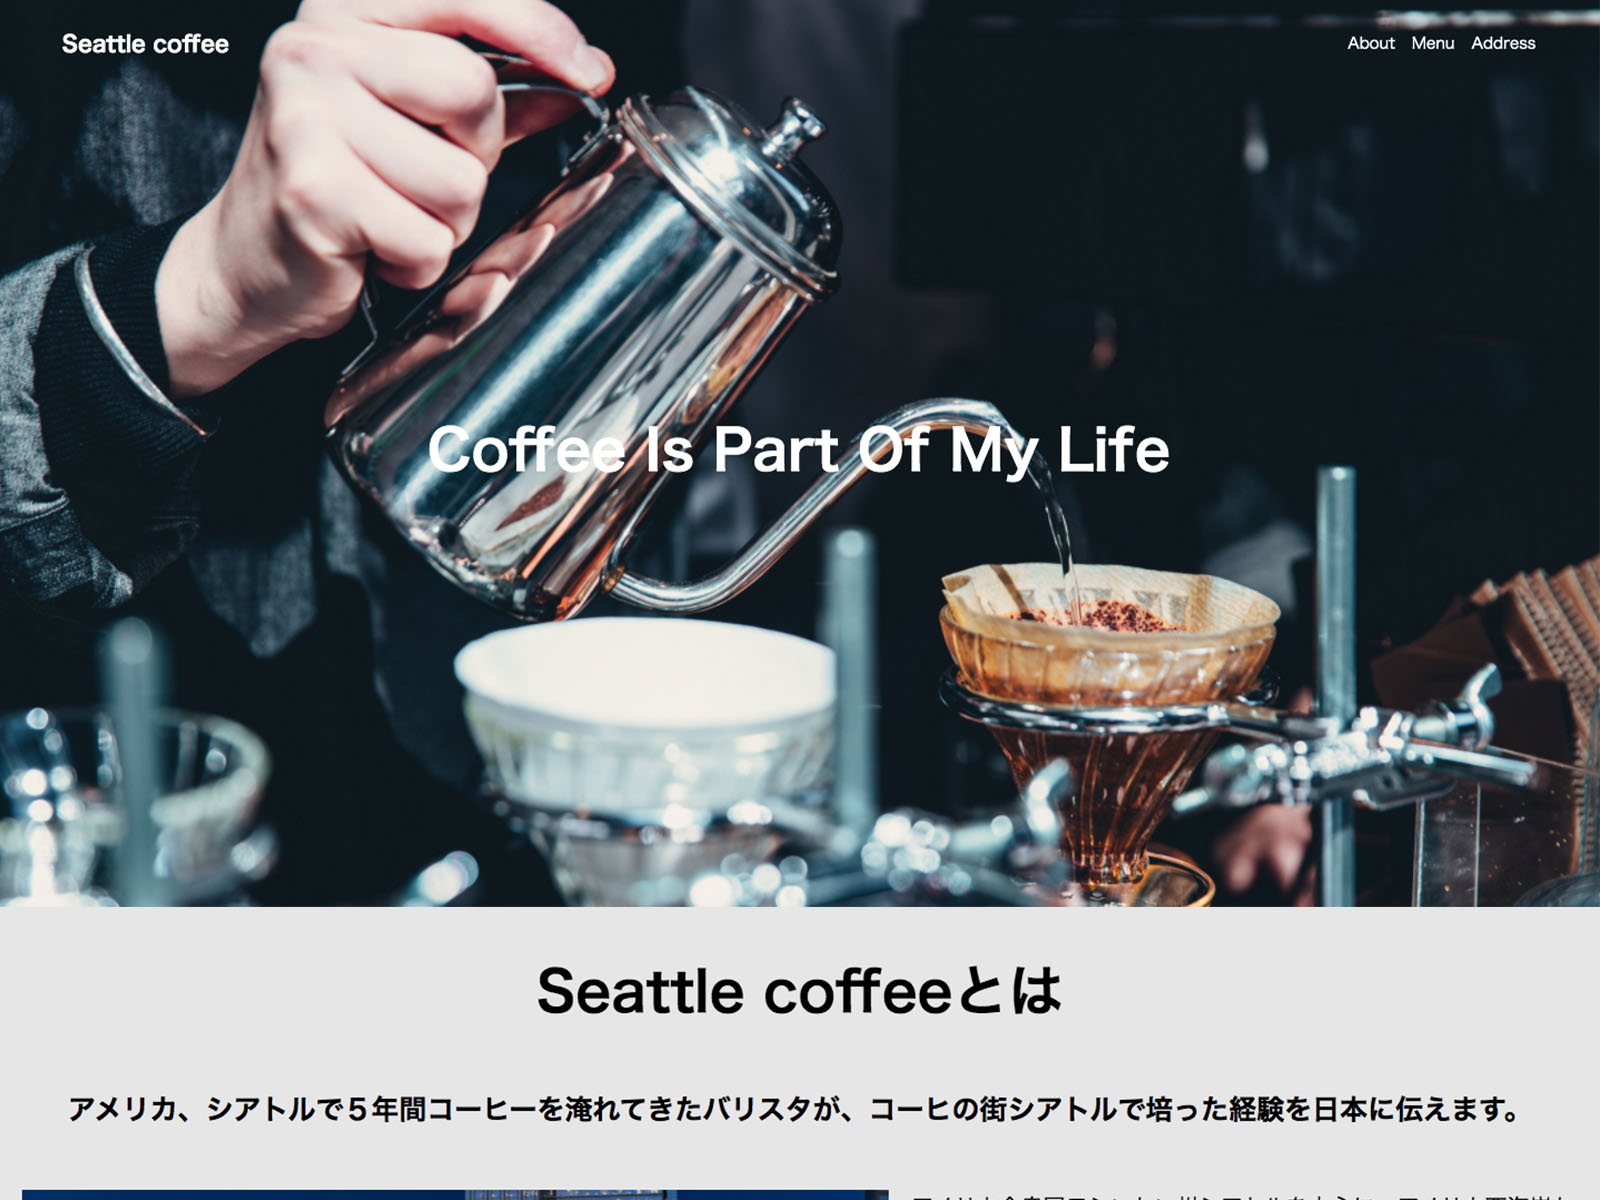 Seattle coffee
About Menu Address
Coffee Is Part Of My Life
Seattle coffeeとは
アメリカ、シアトルで５年間コーヒーを淹れてきたバリスタが、コーヒの街シアトルで培った経験を日本に伝えます。